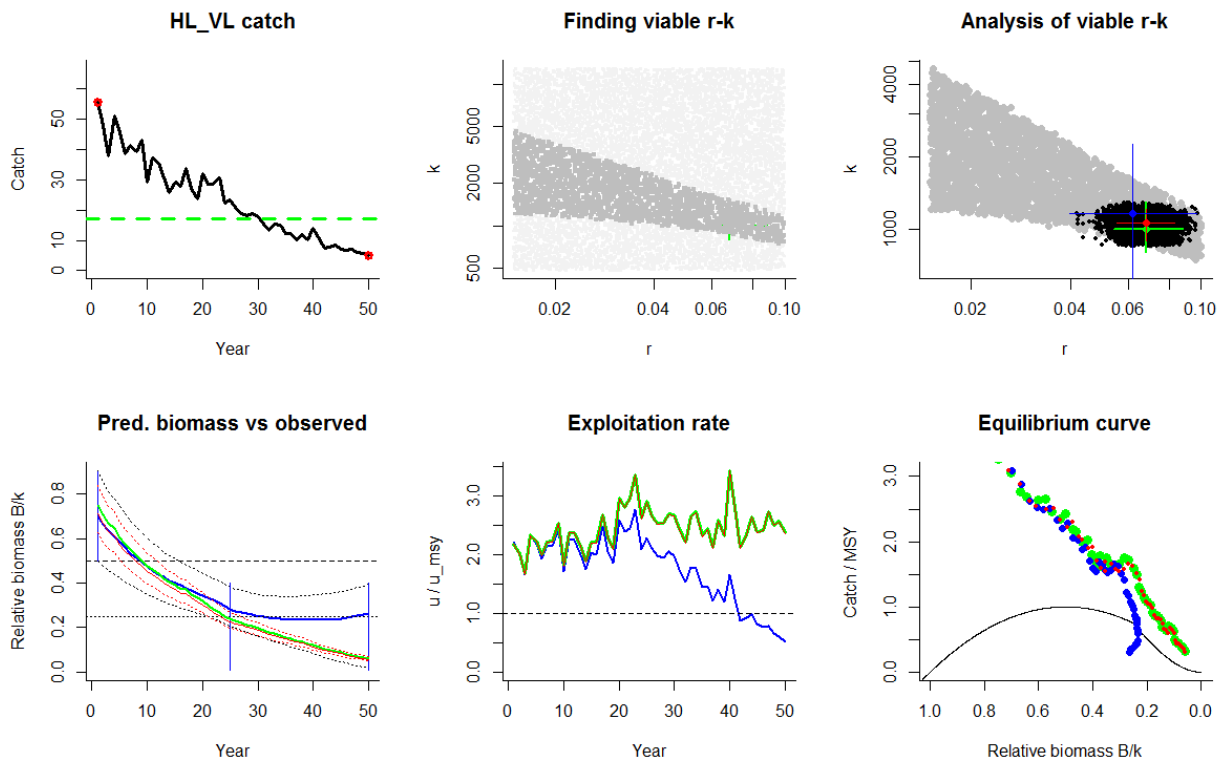 HL_VL catch
Catch
0
10
30
50
0 10 20 30 40 50
Year
Finding viable r-k
k
500
1000
2000
5000
0.02 0.04 0.06 0.10
r
Analysis of viable r-k
k
1000
2000
4000
0.02 0.04 0.06 0.10
r
Pred. biomass vs observed
Relative biomass B/k
0.0 0.2 0.4 0.6 0.8
0 10 20 30 40 50
Year
Exploitation rate
u / u_msy
0.0 1.0 2.0 3.0
0 10 20 30 40 50
Year
Equilibrium curve
Catch / MSY
0.0 1.0 2.0 3.0
1.0 0.8 0.6 0.4 0.2 0.0
Relative biomass B/k